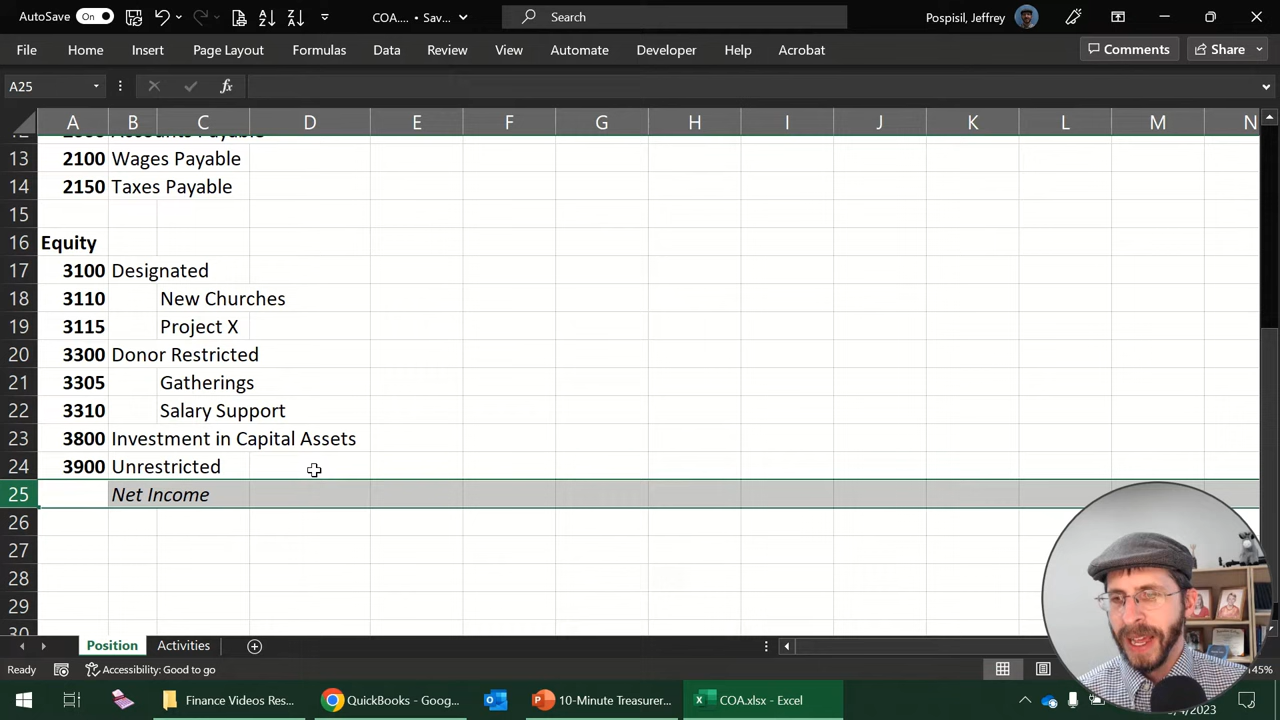 AutoSave On COA.... • Sav... Search Pospisil, Jeffrey
File Home Insert Page Layout Formulas Data Review View Automate Developer Help Acrobat Comments Share
A25 fx
A B C D E F G H I J K L M N
13 2100 Wages Payable
14 2150 Taxes Payable
15
16 Equity
17 3100 Designated
18 3110 New Churches
19 3115 Project X
20 3300 Donor Restricted
21 3305 Gatherings
22 3310 Salary Support
23 3800 Investment in Capital Assets
24 3900 Unrestricted
25 Net Income
26
27
28
29
30
Position Activities
Ready Accessibility: Good to go 145%
Finance Videos Res... QuickBooks - Goog... 10-Minute Treasurer... COA.xlsx - Excel